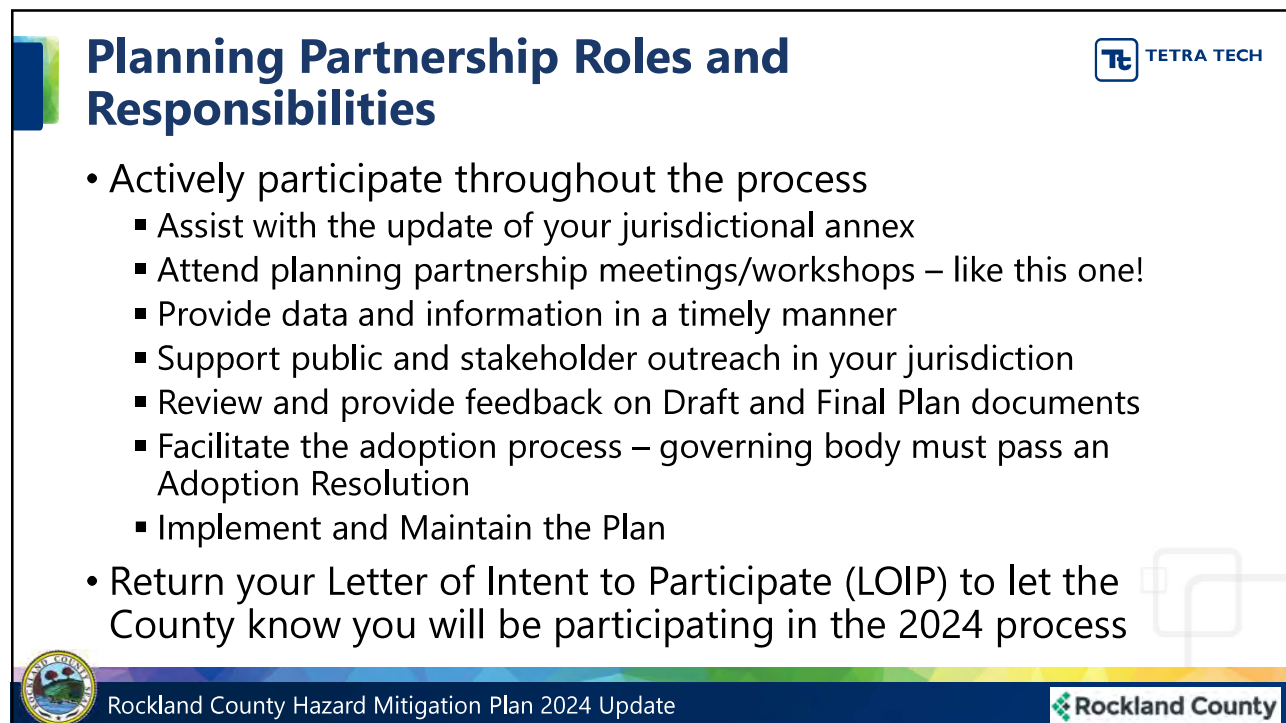 Planning Partnership Roles and
Responsibilities
Tt TETRA TECH
• Actively participate throughout the process
▪ Assist with the update of your jurisdictional annex
▪ Attend planning partnership meetings/workshops – like this one!
▪ Provide data and information in a timely manner
▪ Support public and stakeholder outreach in your jurisdiction
▪ Review and provide feedback on Draft and Final Plan documents
▪ Facilitate the adoption process – governing body must pass an
Adoption Resolution
▪ Implement and Maintain the Plan
• Return your Letter of Intent to Participate (LOIP) to let the
County know you will be participating in the 2024 process
ROCKLAND COUNTY SEAL
Rockland County Hazard Mitigation Plan 2024 Update
Rockland County